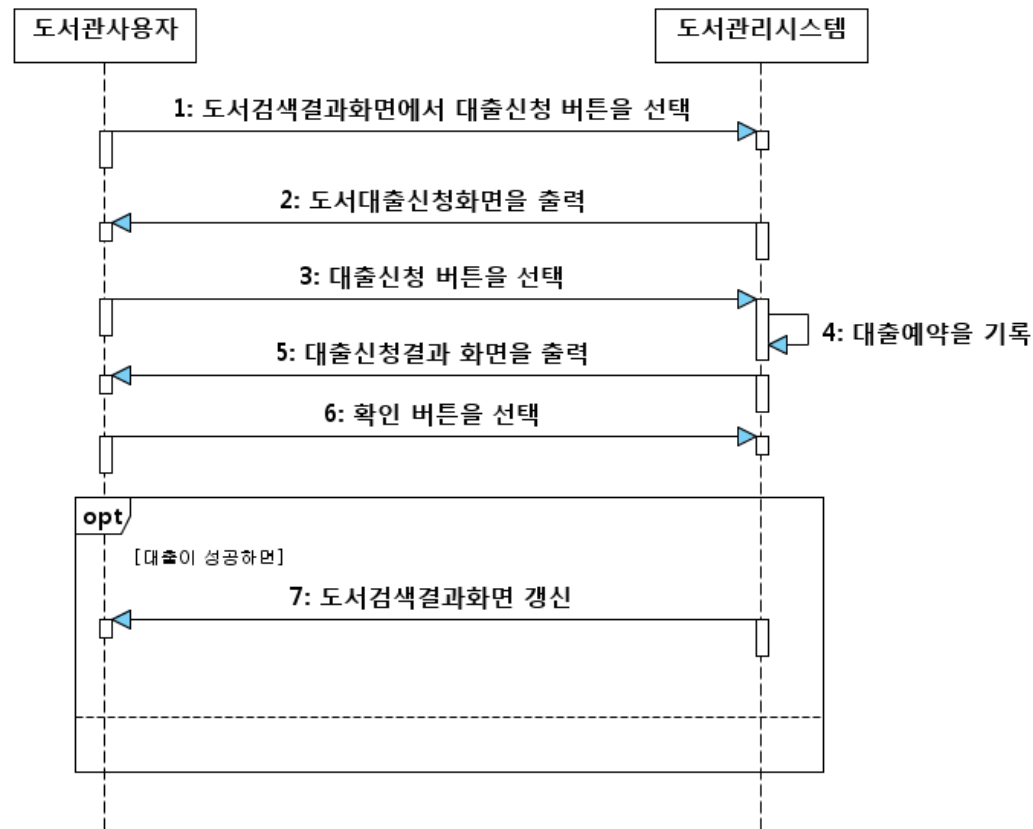 도서관사용자
도서관리시스템
1: 도서검색결과화면에서 대출신청 버튼을 선택
2: 도서대출신청화면을 출력
3: 대출신청 버튼을 선택
4: 대출예약을 기록
5: 대출신청결과 화면을 출력
6: 확인 버튼을 선택
opt
[대출이 성공하면]
7: 도서검색결과화면 갱신